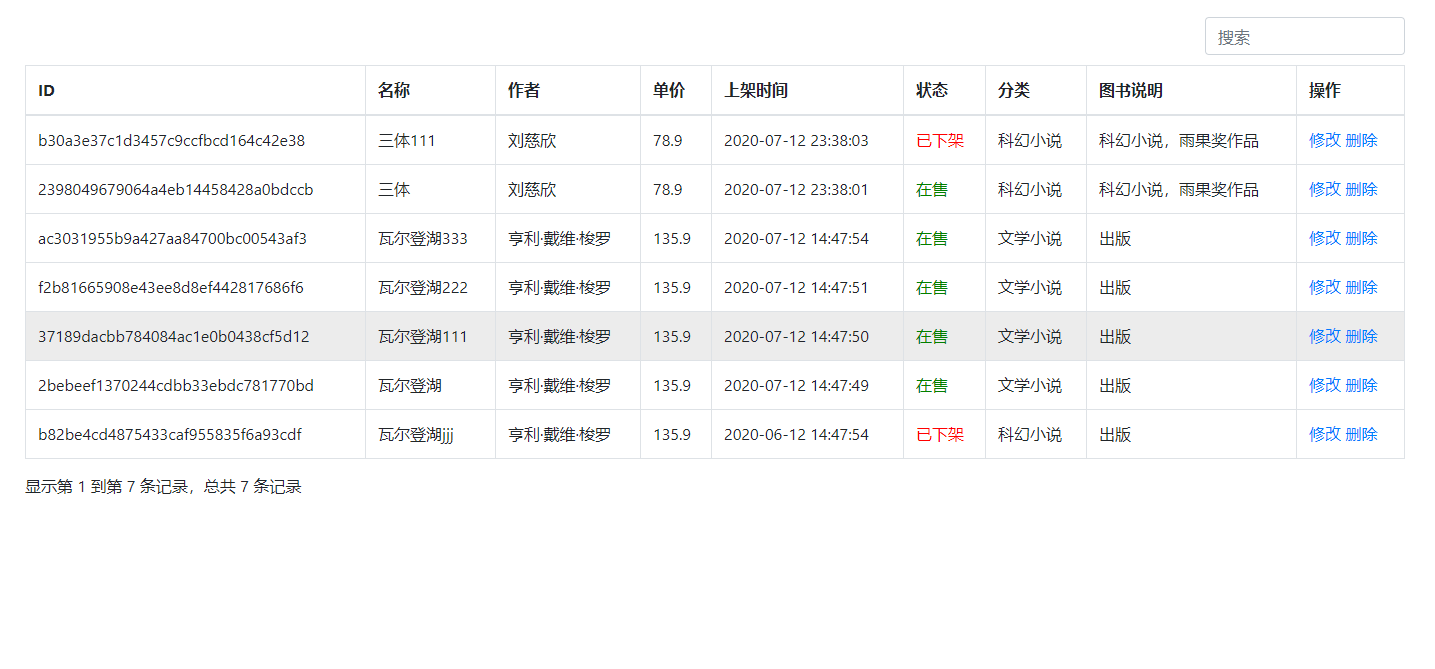 搜索
ID 名称 作者 单价 上架时间 状态 分类 图书说明 操作
b30a3e37c1d3457c9ccfbcd164c42e38 三体111 刘慈欣 78.9 2020-07-12 23:38:03 已下架 科幻小说 科幻小说，雨果奖作品 修改 删除
2398049679064a4eb14458428a0bdccb 三体 刘慈欣 78.9 2020-07-12 23:38:01 在售 科幻小说 科幻小说，雨果奖作品 修改 删除
ac3031955b9a427aa84700bc00543af3 瓦尔登湖333 亨利·戴维·梭罗 135.9 2020-07-12 14:47:54 在售 文学小说 出版 修改 删除
f2b81665908e43ee8d8ef442817686f6 瓦尔登湖222 亨利·戴维·梭罗 135.9 2020-07-12 14:47:51 在售 文学小说 出版 修改 删除
37189dacbb784084ac1e0b0438cf5d12 瓦尔登湖111 亨利·戴维·梭罗 135.9 2020-07-12 14:47:50 在售 文学小说 出版 修改 删除
2bebeef1370244cdbb33ebdc781770bd 瓦尔登湖 亨利·戴维·梭罗 135.9 2020-07-12 14:47:49 在售 文学小说 出版 修改 删除
b82be4cd4875433caf955835f6a93cdf 瓦尔登湖jjj 亨利·戴维·梭罗 135.9 2020-06-12 14:47:54 已下架 科幻小说 出版 修改 删除
显示第 1 到第 7 条记录，总共 7 条记录